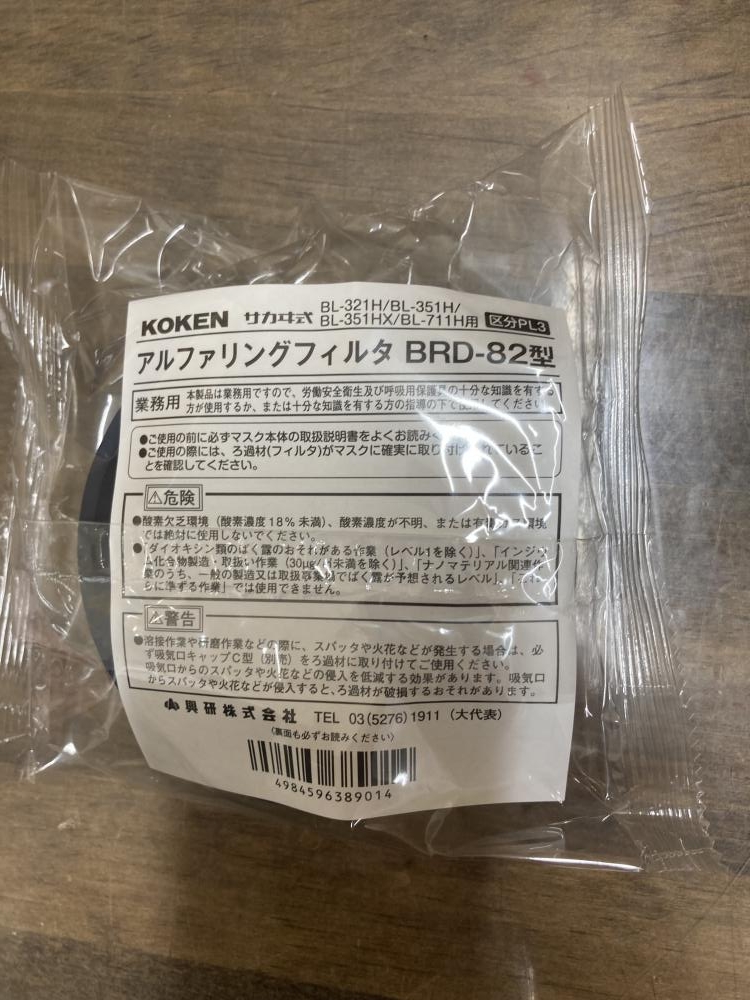 KOKEN サカヰ式 BL-321H/BL-351H/
BL-351HX/BL-711H用 区分PL3
アルファリングフィルタ BRD-82型
業務用 本製品は業務用ですので、労働安全衛生及び呼吸用保護具の十分な知識を有する
方が使用するか、または十分な知識を有する方の指導の下で使用してください。
●ご使用の前に必ずマスク本体の取扱説明書をよくお読みく
●ご使用の際には、ろ過材(フィルタ)がマスクに確実に取り付けられているこ
とを確認してください。
⚠危険
●酸素欠乏環境(酸素濃度18%未満)、酸素濃度が不明、または有害ガス環境
では絶対に使用しないでください。
●「ダイオキシン類のばく露のおそれがある作業(レベル1を除く)」、「インジウ
ム化合物製造・取扱い作業(30μg/m³未満を除く)」、「ナノマテリアル関連作
業のうち、一般の製造又は取扱事業所でばく露が予想されるレベル」、「これ
らに準ずる作業」では使用できません。
⚠警告
●溶接作業や研磨作業などの際に、スパッタや火花などが発生する場合は、必
ず吸気口キャップC型(別売)をろ過材に取り付けてご使用ください。
吸気口からのスパッタや火花などの侵入を低減する効果があります。吸気口
からスパッタや火花などが侵入すると、ろ過材が破損するおそれがあります。
興研株式会社 TEL 03(5276)1911(大代表)
(裏面も必ずお読みください)
4984596389014